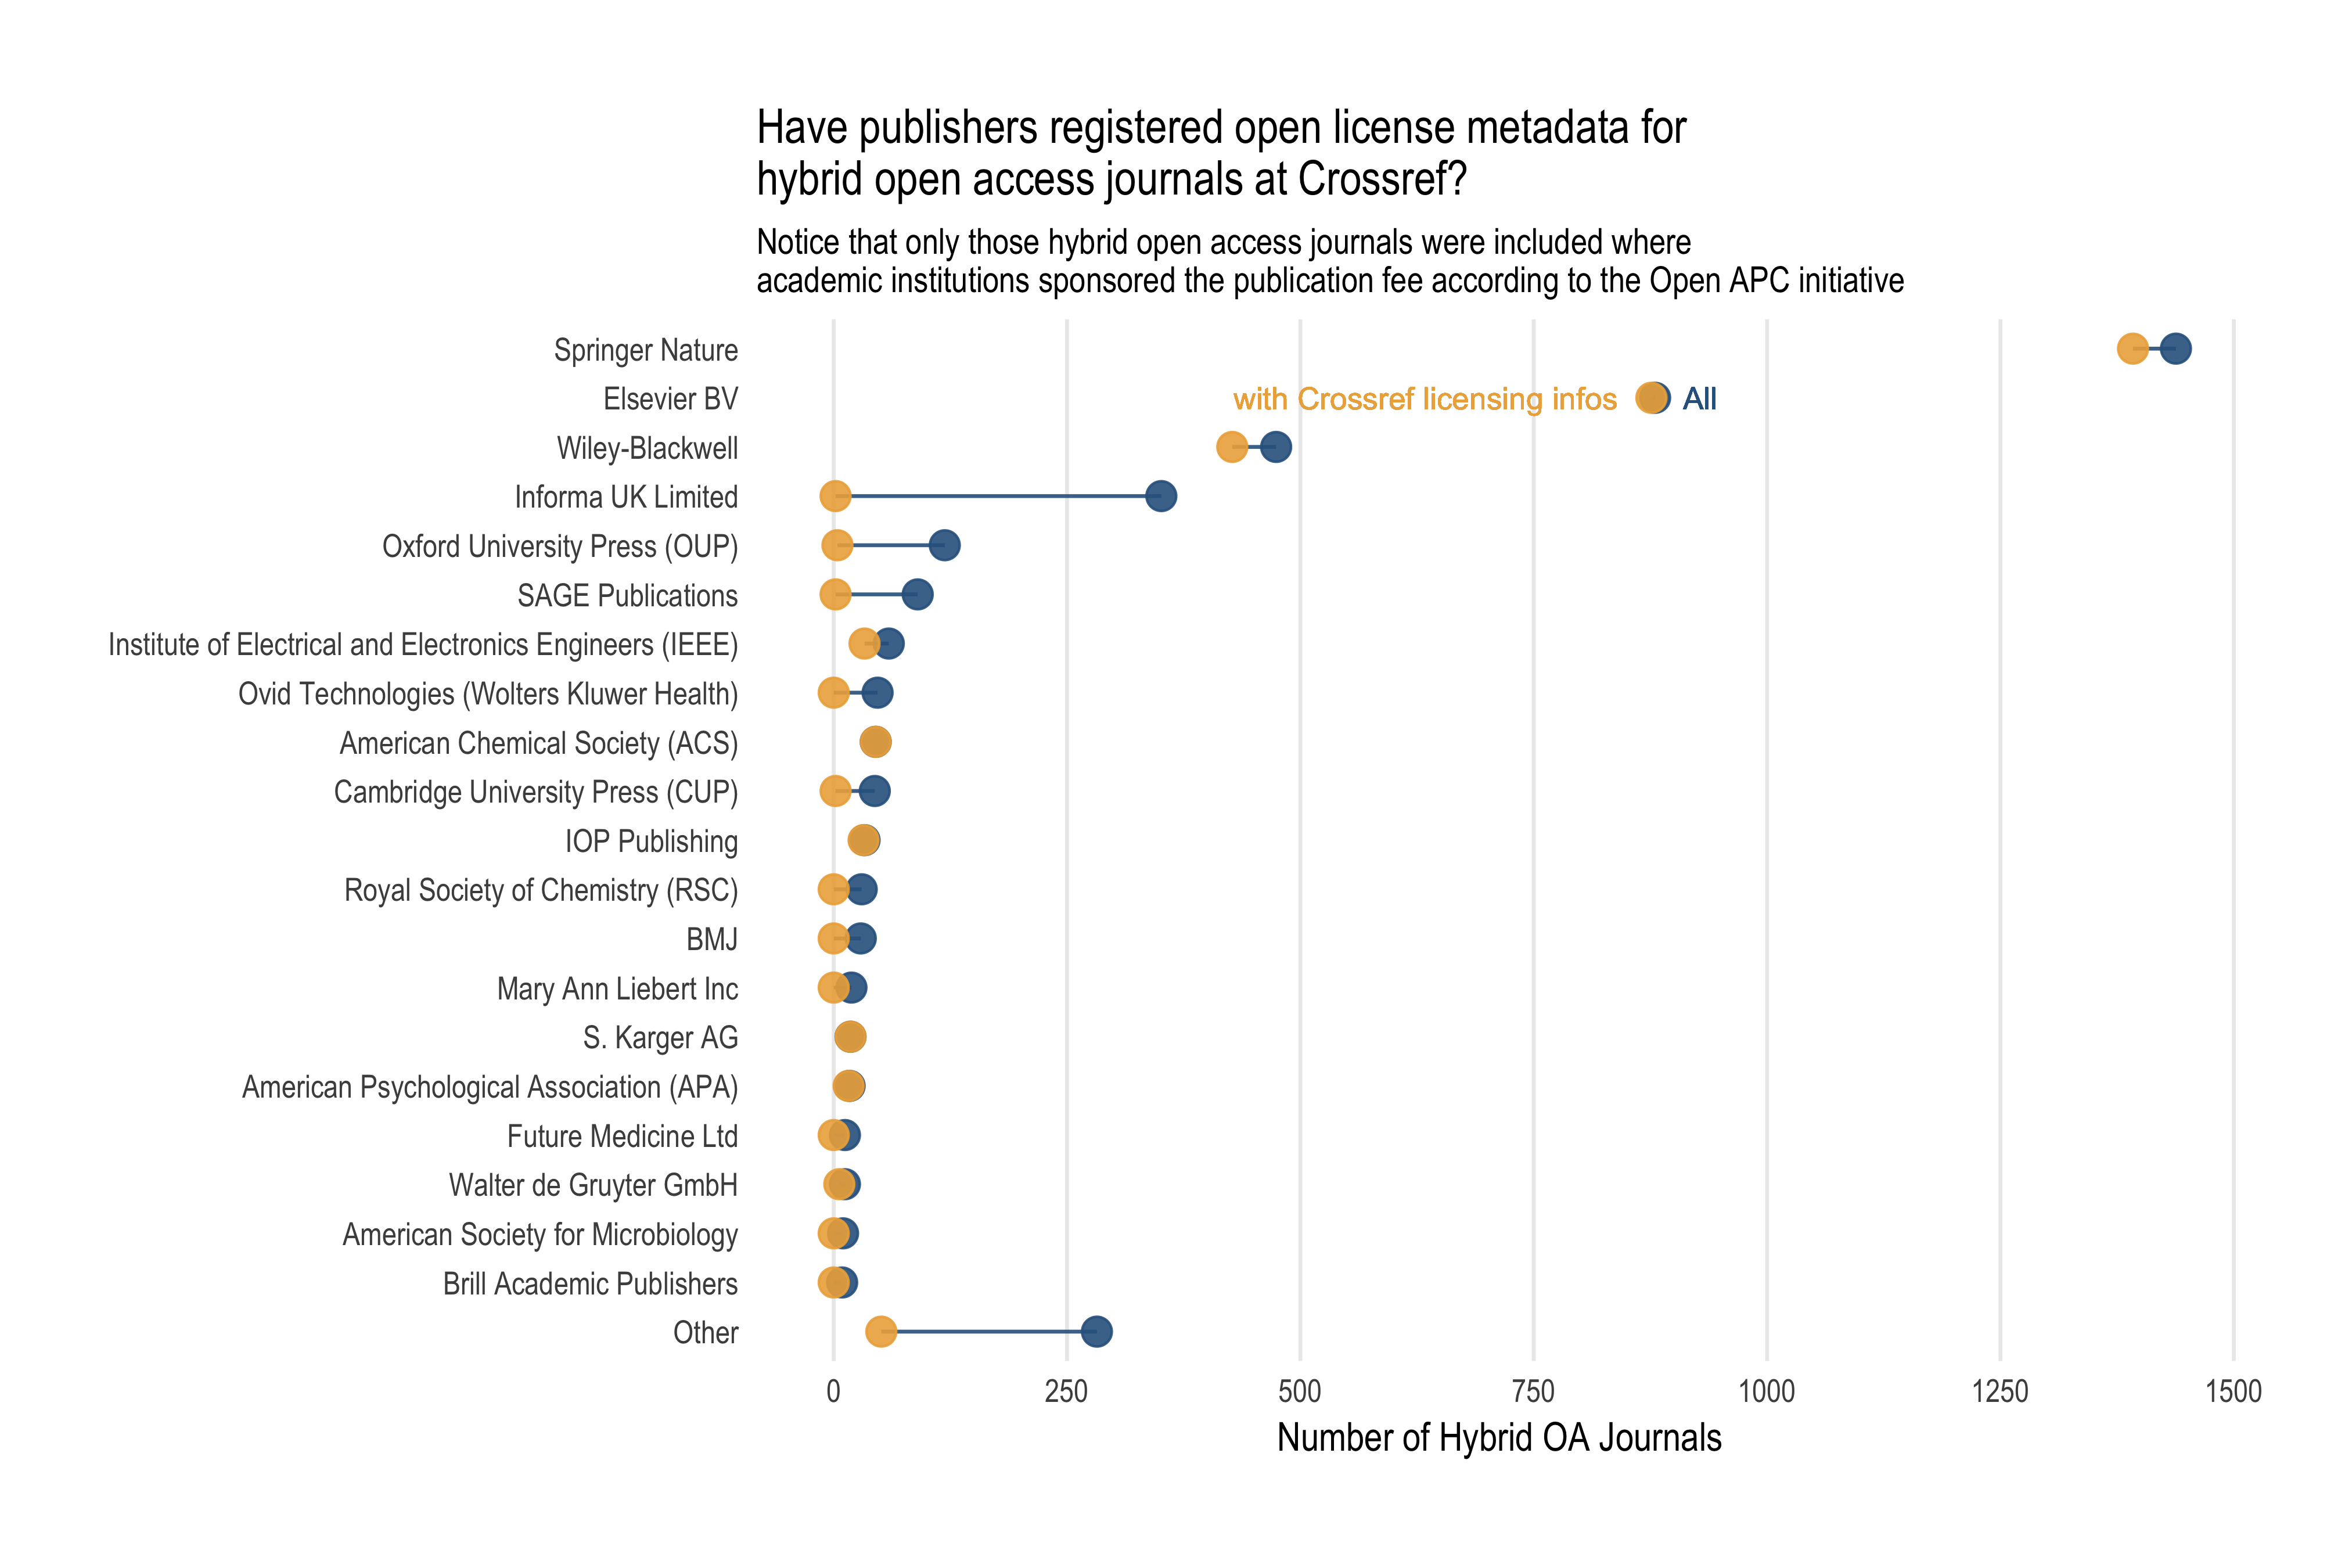 Have publishers registered open license metadata for
hybrid open access journals at Crossref?
Notice that only those hybrid open access journals were included where
academic institutions sponsored the publication fee according to the Open APC initiative
Springer Nature
Elsevier BV
with Crossref licensing infos
All
Wiley-Blackwell
Informa UK Limited
Oxford University Press (OUP)
SAGE Publications
Institute of Electrical and Electronics Engineers (IEEE)
Ovid Technologies (Wolters Kluwer Health)
American Chemical Society (ACS)
Cambridge University Press (CUP)
IOP Publishing
Royal Society of Chemistry (RSC)
BMJ
Mary Ann Liebert Inc
S. Karger AG
American Psychological Association (APA)
Future Medicine Ltd
Walter de Gruyter GmbH
American Society for Microbiology
Brill Academic Publishers
Other
0 250 500 750 1000 1250 1500
Number of Hybrid OA Journals